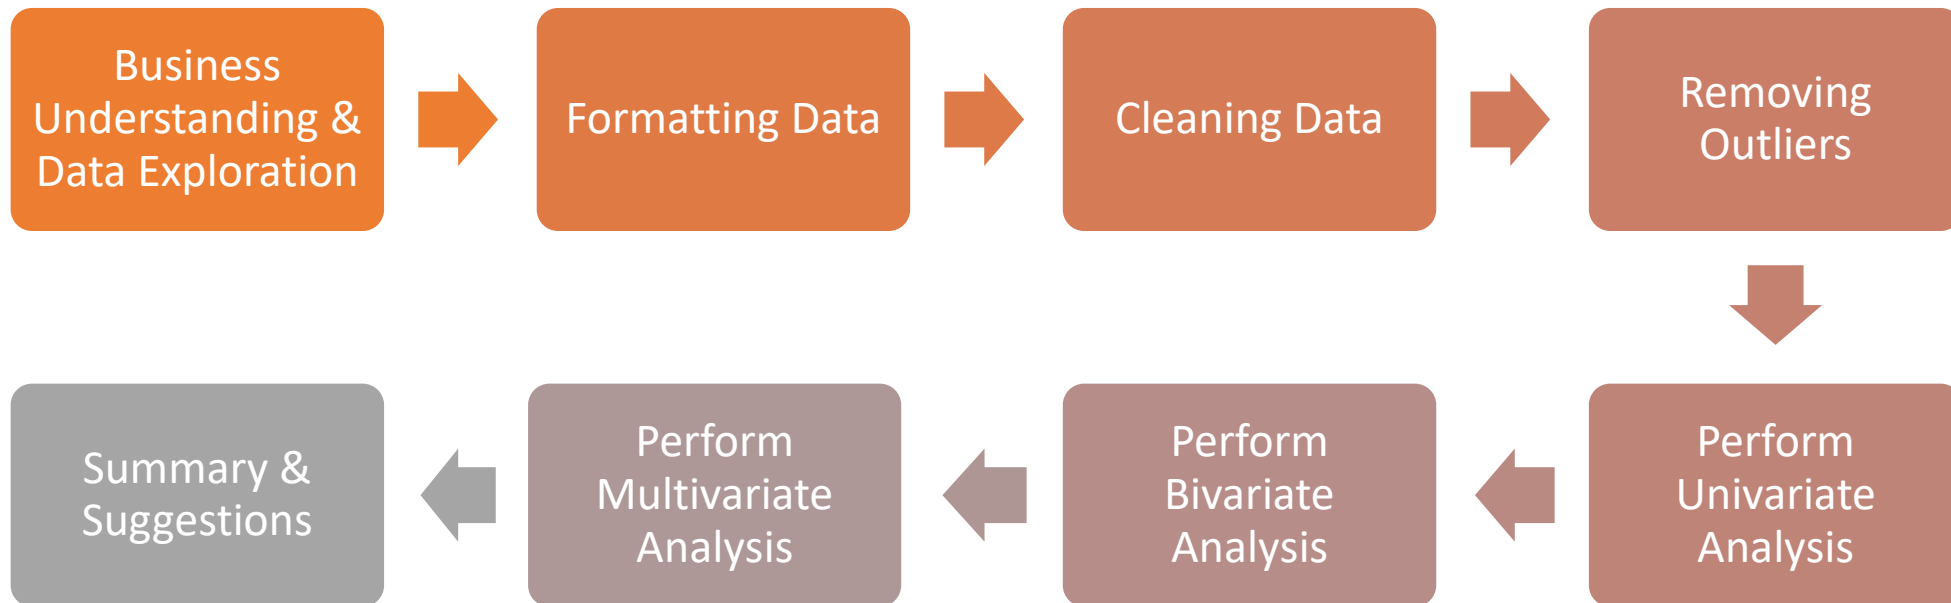 Business
Understanding &
Data Exploration
Formatting Data
Cleaning Data
Removing
Outliers
Perform
Univariate
Analysis
Perform
Bivariate
Analysis
Perform
Multivariate
Analysis
Summary &
Suggestions